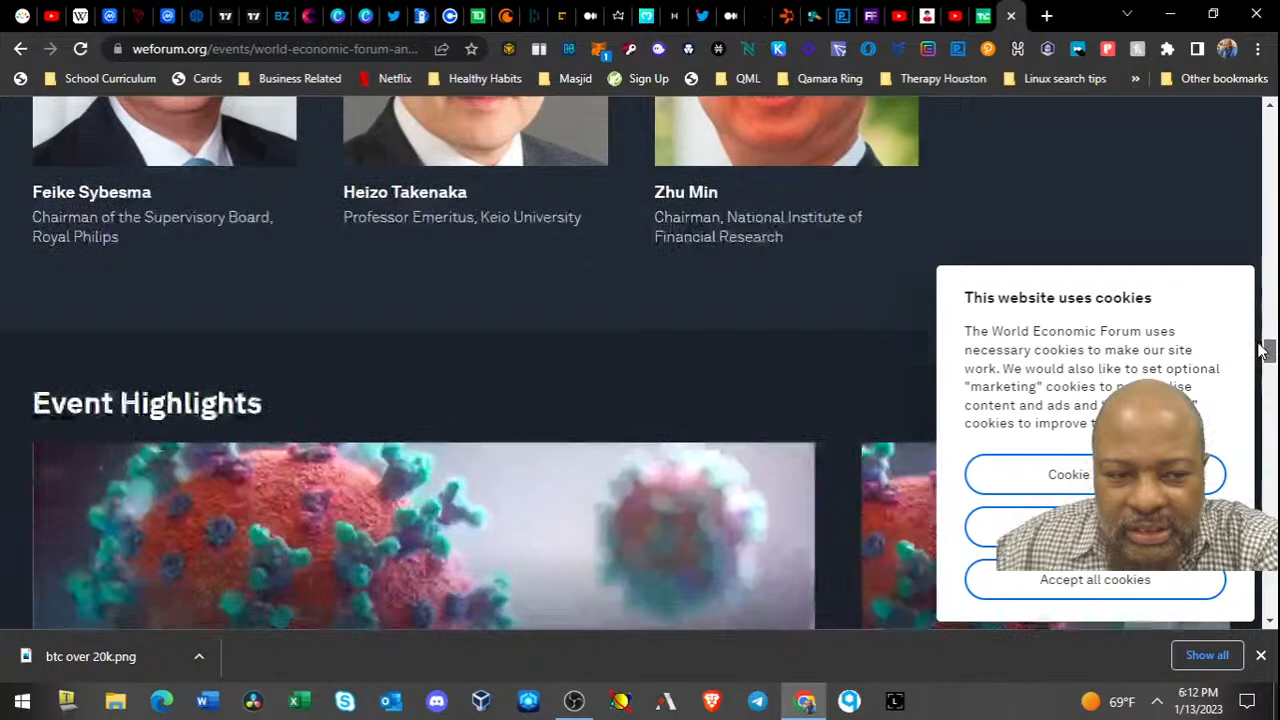 weforum.org/events/world-economic-forum-an...
School Curriculum
Cards
Business Related
Netflix
Healthy Habits
Masjid
Sign Up
QML
Qamara Ring
Therapy Houston
Linux search tips
»
Other bookmarks
Feike Sybesma
Chairman of the Supervisory Board,
Royal Philips
Heizo Takenaka
Professor Emeritus, Keio University
Zhu Min
Chairman, National Institute of
Financial Research
This website uses cookies
The World Economic Forum uses
necessary cookies to make our site
work. We would also like to set optional
"marketing" cookies to
content and ads and
cookies to improve
Cookie
Accept all cookies
Event Highlights
btc over 20k.png
Show all
69°F
6:12 PM
1/13/2023